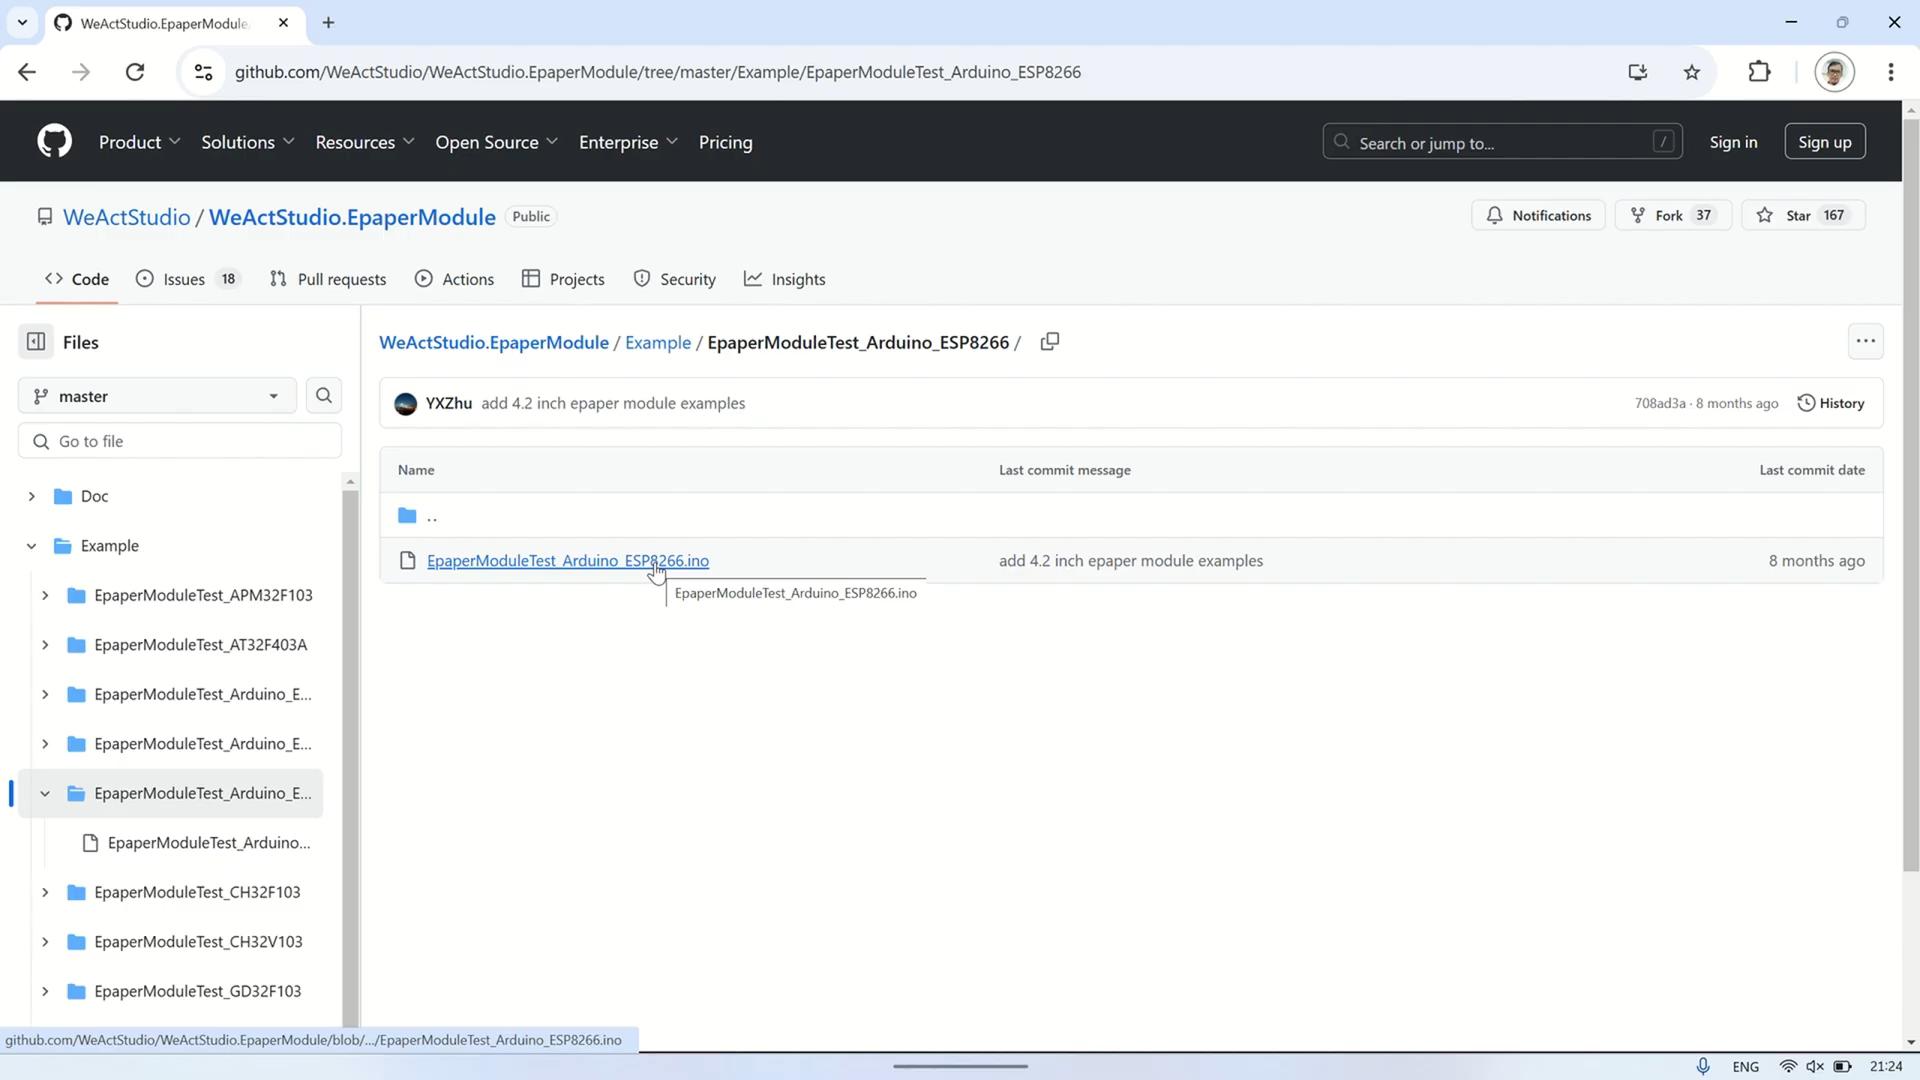 WeActStudio.EpaperModule
github.com/WeActStudio/WeActStudio.EpaperModule/tree/master/Example/EpaperModuleTest_Arduino_ESP8266
Product
Solutions
Resources
Open Source
Enterprise
Pricing
Search or jump to...
/
Sign in
Sign up
WeActStudio / WeActStudio.EpaperModule
Public
Notifications
Fork 37
Star 167
Code
Issues 18
Pull requests
Actions
Projects
Security
Insights
Files
WeActStudio.EpaperModule / Example / EpaperModuleTest_Arduino_ESP8266 /
master
Go to file
YXZhu add 4.2 inch epaper module examples
708ad3a · 8 months ago
History
Name
Last commit message
Last commit date
..
EpaperModuleTest_Arduino_ESP8266.ino
add 4.2 inch epaper module examples
8 months ago
EpaperModuleTest_Arduino_ESP8266.ino
Doc
Example
EpaperModuleTest_APM32F103
EpaperModuleTest_AT32F403A
EpaperModuleTest_Arduino_E...
EpaperModuleTest_Arduino_E...
EpaperModuleTest_Arduino_E...
EpaperModuleTest_Arduino...
EpaperModuleTest_CH32F103
EpaperModuleTest_CH32V103
EpaperModuleTest_GD32F103
github.com/WeActStudio/WeActStudio.EpaperModule/blob/.../EpaperModuleTest_Arduino_ESP8266.ino
ENG
21:24